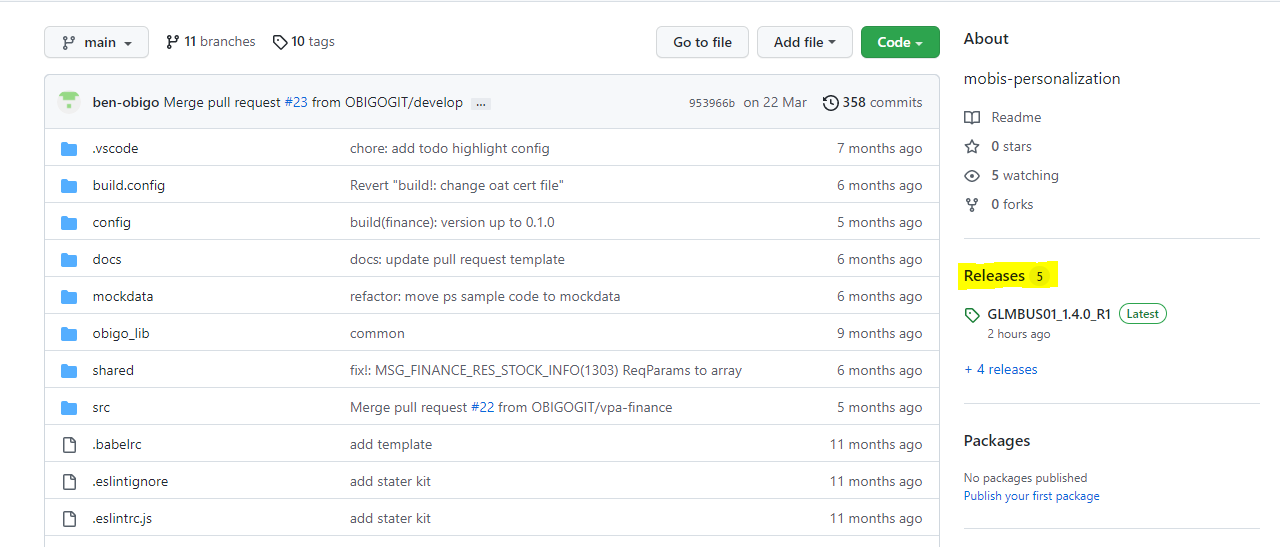 main
11 branches
10 tags
Go to file
Add file
Code
ben-obigo Merge pull request #23 from OBIGOGIT/develop ...
953966b on 22 Mar
358 commits
.vscode
chore: add todo highlight config
7 months ago
build.config
Revert "build!: change oat cert file"
6 months ago
config
build(finance): version up to 0.1.0
5 months ago
docs
docs: update pull request template
6 months ago
mockdata
refactor: move ps sample code to mockdata
6 months ago
obigo_lib
common
9 months ago
shared
fix!: MSG_FINANCE_RES_STOCK_INFO(1303) ReqParams to array
6 months ago
src
Merge pull request #22 from OBIGOGIT/vpa-finance
5 months ago
.babelrc
add template
11 months ago
.eslintignore
add stater kit
11 months ago
.eslintrc.js
add stater kit
11 months ago
About
mobis-personalization
Readme
0 stars
5 watching
0 forks
Releases 5
GLMBUS01_1.4.0_R1 Latest
2 hours ago
+ 4 releases
Packages
No packages published
Publish your first package